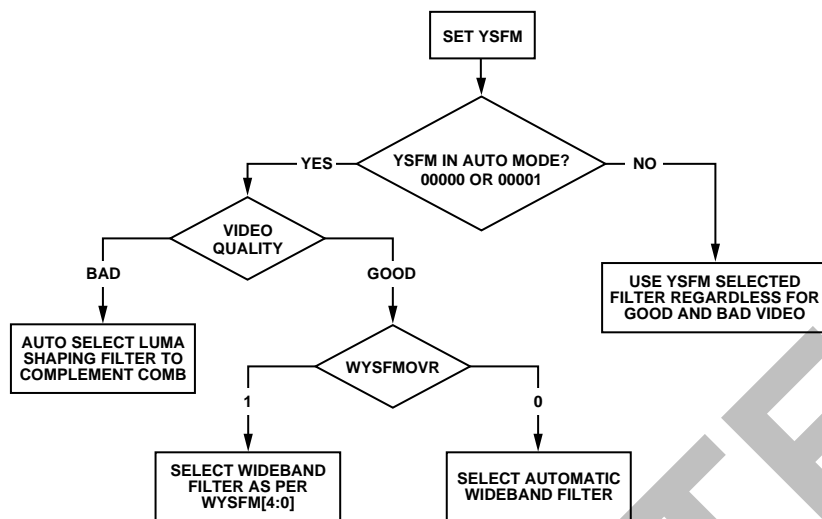 SET YSFM
YSFM IN AUTO MODE?
00000 OR 00001
YES
NO
VIDEO
QUALITY
BAD
GOOD
USE YSFM SELECTED
FILTER REGARDLESS FOR
GOOD AND BAD VIDEO
AUTO SELECT LUMA
SHAPING FILTER TO
COMPLEMENT COMB
WYSFMOVR
1
0
SELECT WIDEBAND
FILTER AS PER
WYSFM[4:0]
SELECT AUTOMATIC
WIDEBAND FILTER